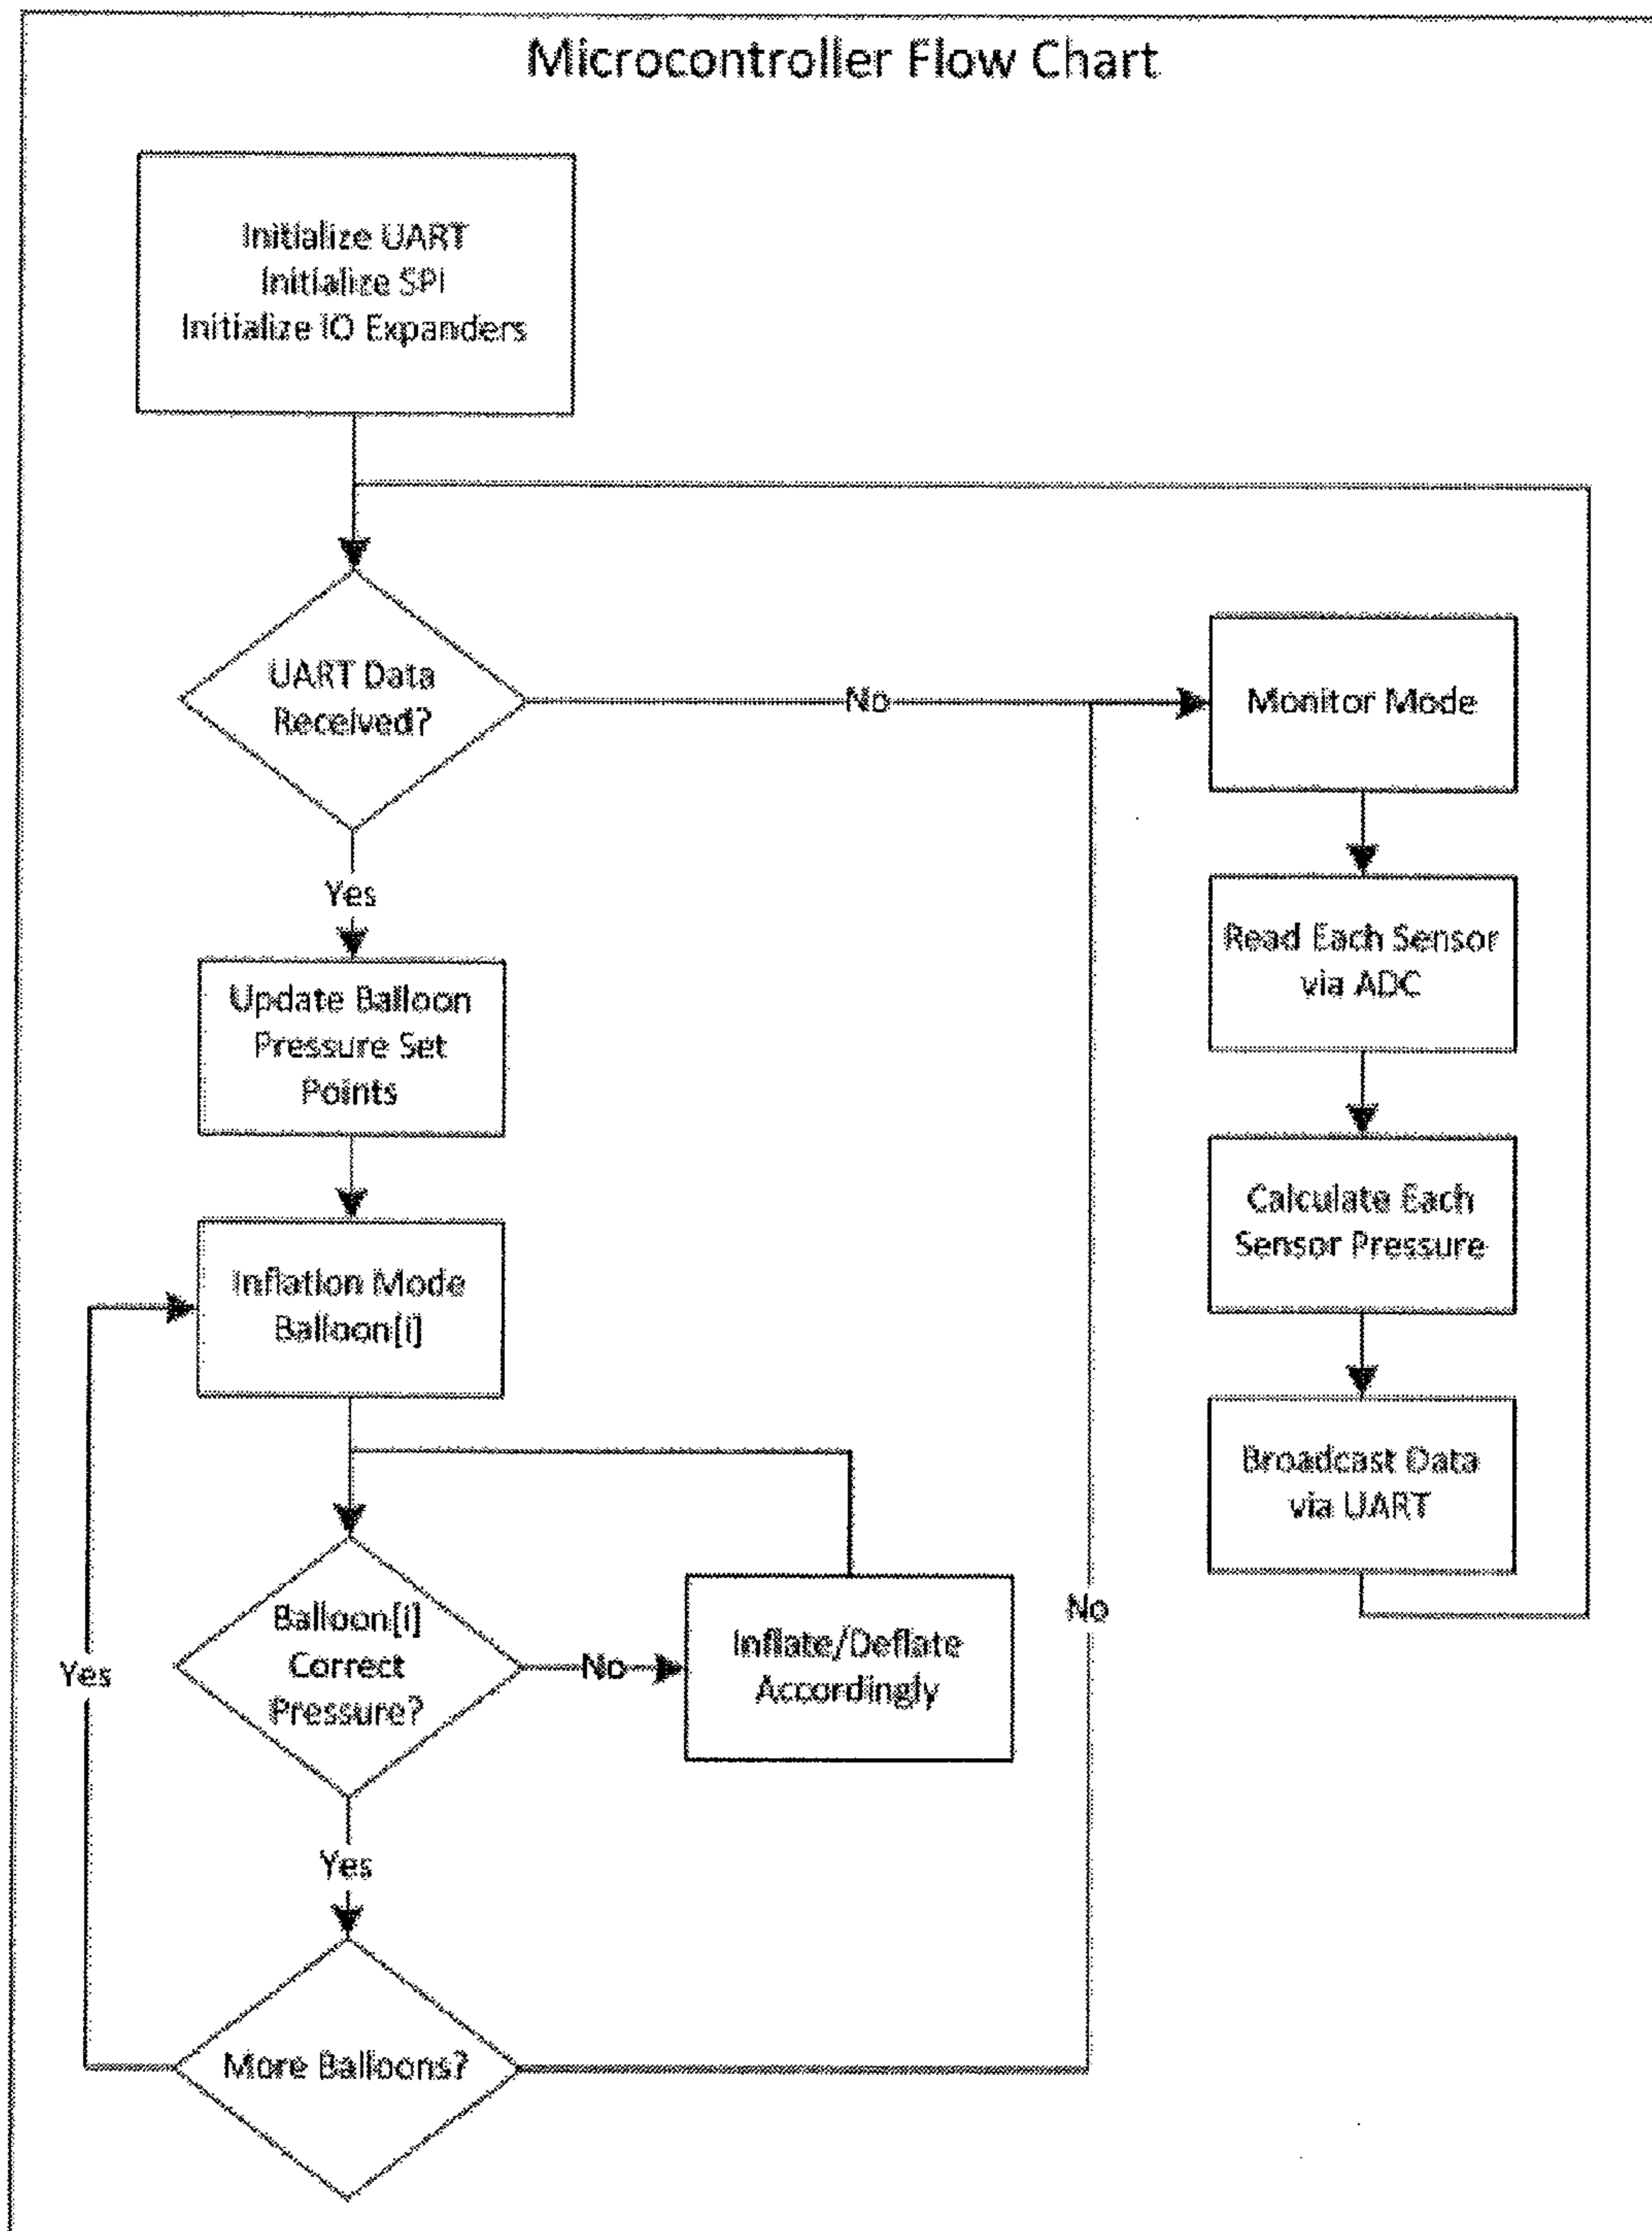 Microcontroller Flow Chart
Initialize UART
Initialize SPI
Initialize IO Expanders
UART Data
Received?
No
Monitor Mode
Yes
Read Each Sensor
via ADC
Update Balloon
Pressure Set
Points
Calculate Each
Sensor Pressure
Inflation Mode
Balloon[i]
Broadcast Data
via UART
Balloon[i]
Correct
Pressure?
No
Inflate/Deflate
Accordingly
No
Yes
Yes
More Balloons?